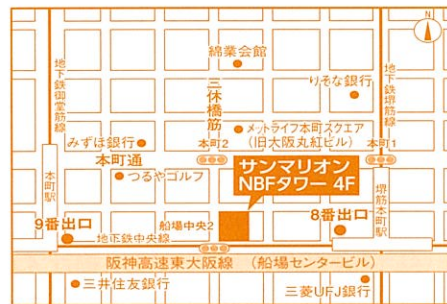 N
綿業会館
りそな銀行
地下鉄御堂筋線
三休橋筋
地下鉄堺筋線
メットライフ本町スクエア
(旧大阪丸紅ビル)
みずほ銀行
本町2
本町1
本町通
つるやゴルフ
サンマリオン
NBFタワー 4F
本町駅
堺筋本町駅
9番出口
船場中央2
8番出口
地下鉄中央線
阪神高速東大阪線 (船場センタービル)
三井住友銀行
三菱UFJ銀行